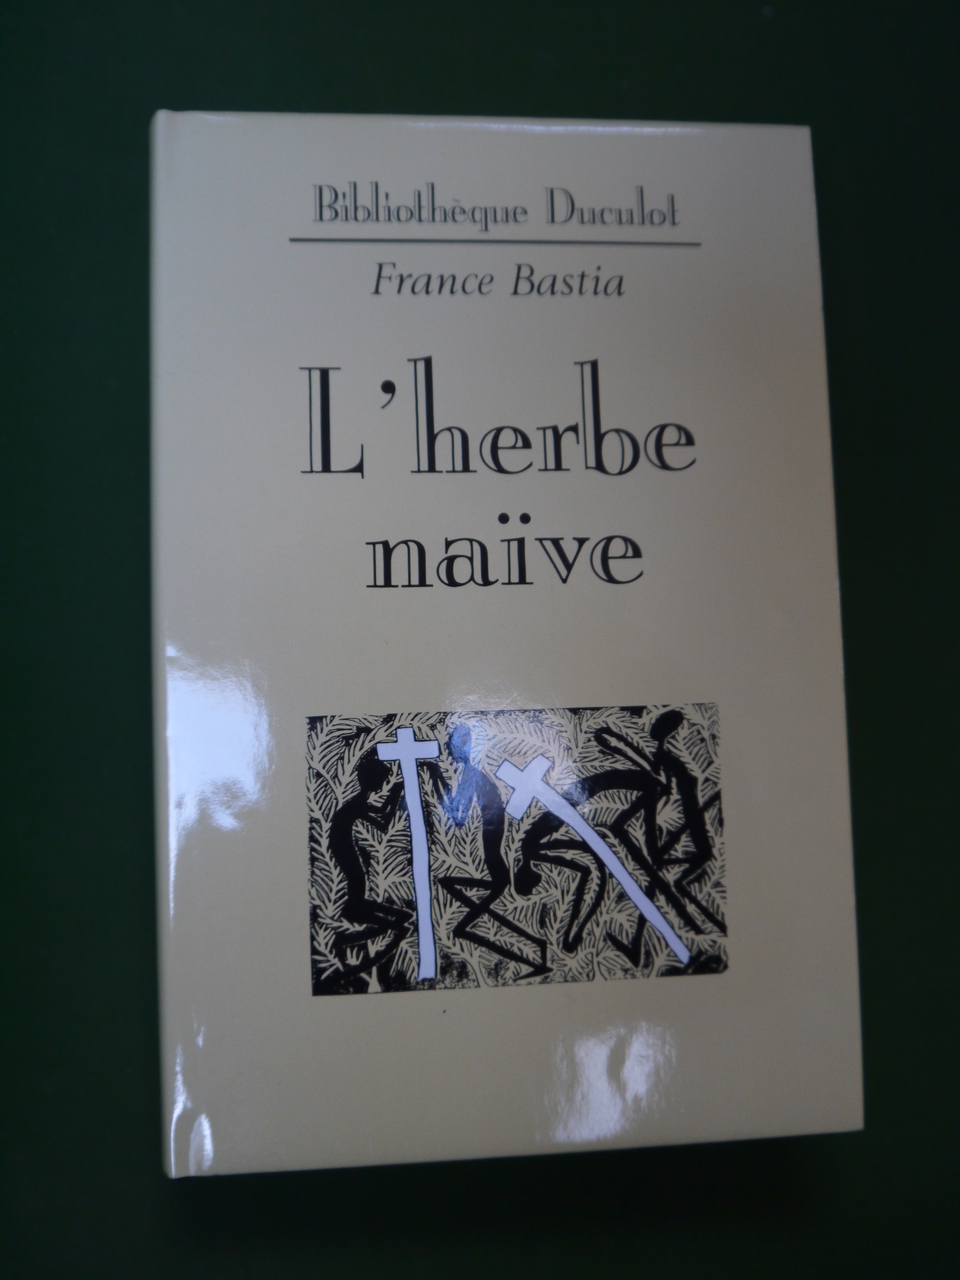 Bibliothèque Duculot
France Bastia
L'herbe
naïve